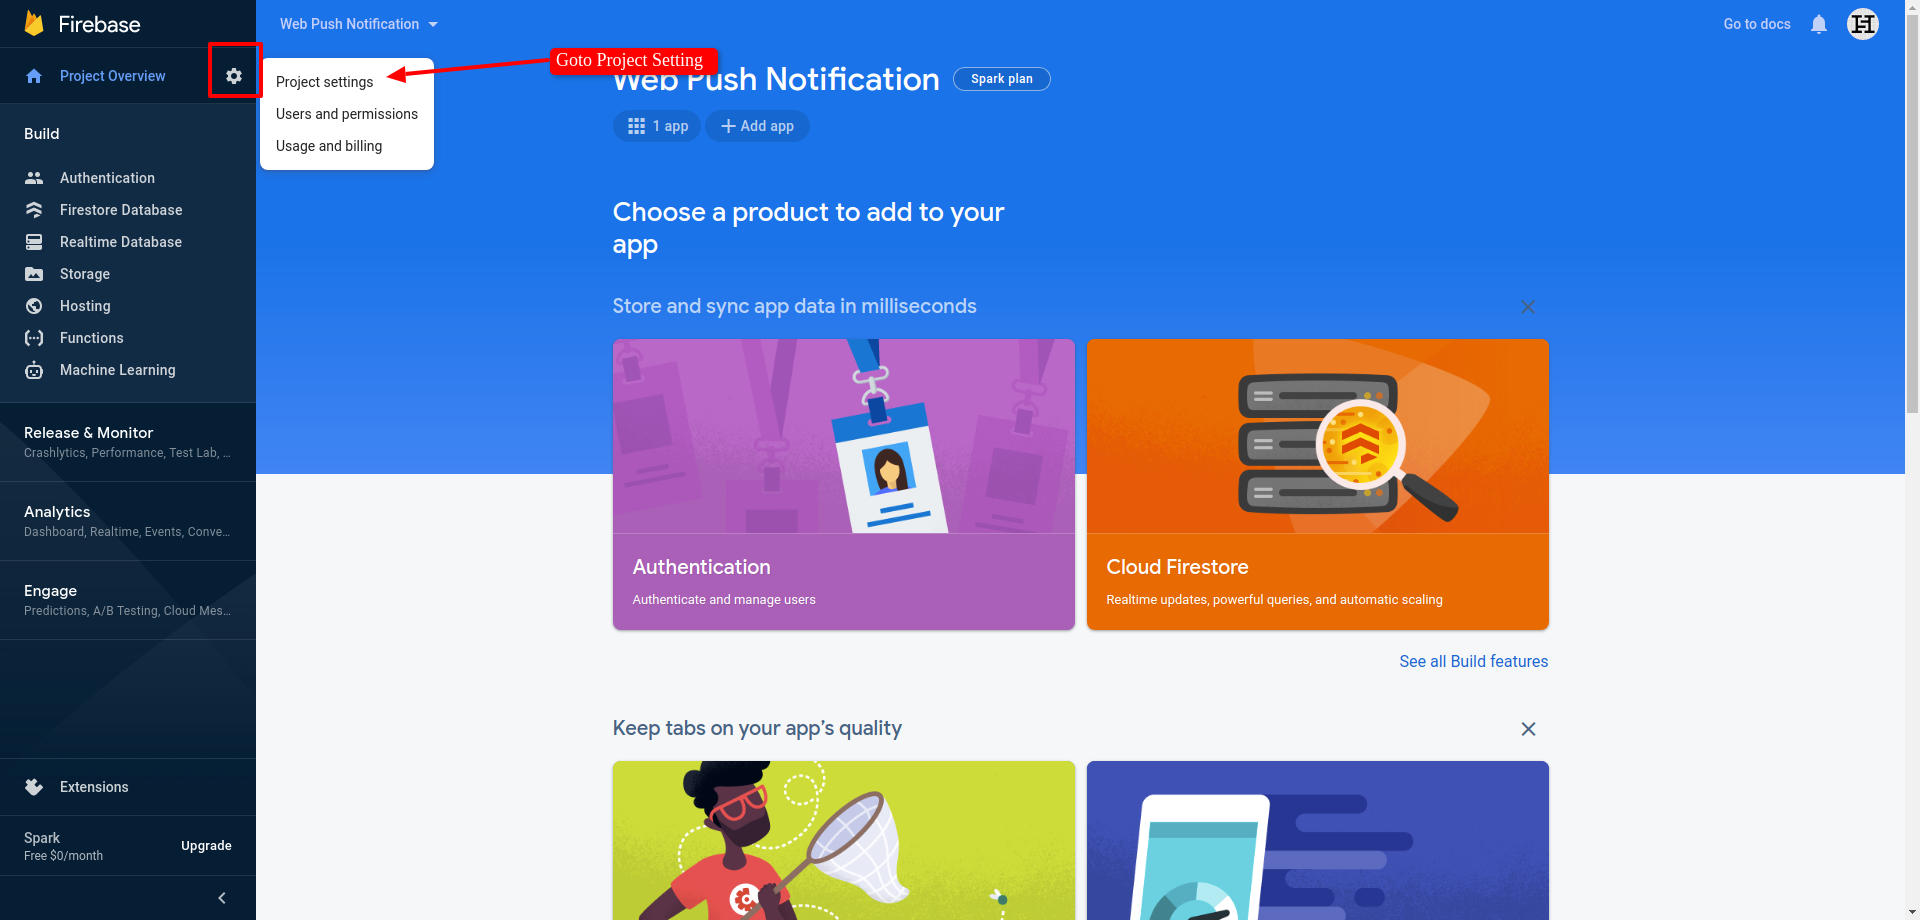 Firebase
Project Overview
Build
Authentication
Firestore Database
Realtime Database
Storage
Hosting
Functions
Machine Learning
Release & Monitor
Crashlytics, Performance, Test Lab, ...
Analytics
Dashboard, Realtime, Events, Conve...
Engage
Predictions, A/B Testing, Cloud Mes...
Extensions
Spark
Free $0/month
Upgrade
Web Push Notification
Go to docs
Project settings
Users and permissions
Usage and billing
Goto Project Setting
Web Push Notification
Spark plan
1 app
Add app
Choose a product to add to your
app
Store and sync app data in milliseconds
Authentication
Authenticate and manage users
Cloud Firestore
Realtime updates, powerful queries, and automatic scaling
See all Build features
Keep tabs on your app’s quality